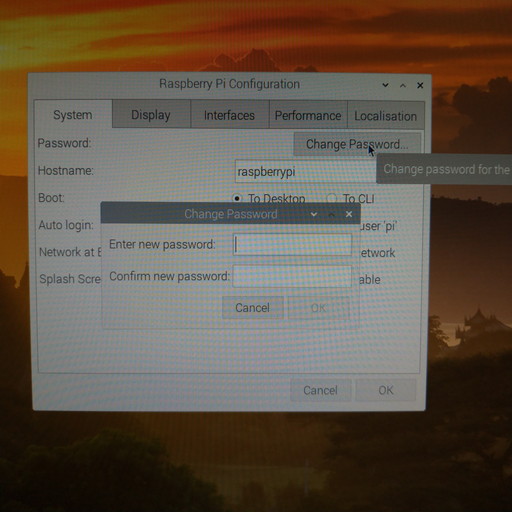 Raspberry Pi Configuration
System Display Interfaces Performance Localisation
Password: Change Password...
Change password for the
Hostname: raspberrypi
Boot: To Desktop To CLI
Change Password
Auto login: user 'pi'
Enter new password:
Network at B etwork
Confirm new password:
Splash Scre able
Cancel OK
Cancel OK